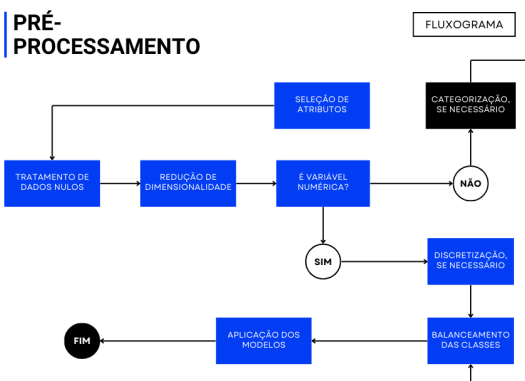 PRÉ-
PROCESSAMENTO
FLUXOGRAMA
SELEÇÃO DE
ATRIBUTOS
CATEGORIZAÇÃO,
SE NECESSÁRIO
TRATAMENTO DE
DADOS NULOS
REDUÇÃO DE
DIMENSIONALIDADE
É VARIÁVEL
NUMÉRICA?
NÃO
SIM
DISCRETIZAÇÃO,
SE NECESSÁRIO
FIM
APLICAÇÃO DOS
MODELOS
BALANCEAMENTO
DAS CLASSES